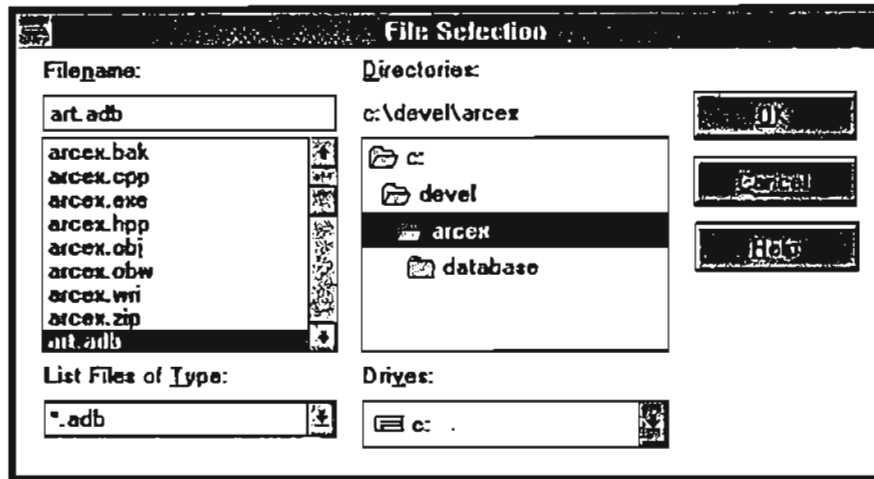 File Selection
Filename:
art.adb
arcex.bak
arcex.cpp
arcex.exe
arcex.hpp
arcex.obj
arcex.obw
arcex.wri
arcex.zip
art.adb
List Files of Type:
*.adb
Directories:
c:\devel\arcex
c:
devel
arcex
database
Drives:
c:
OK
Cancel
Help